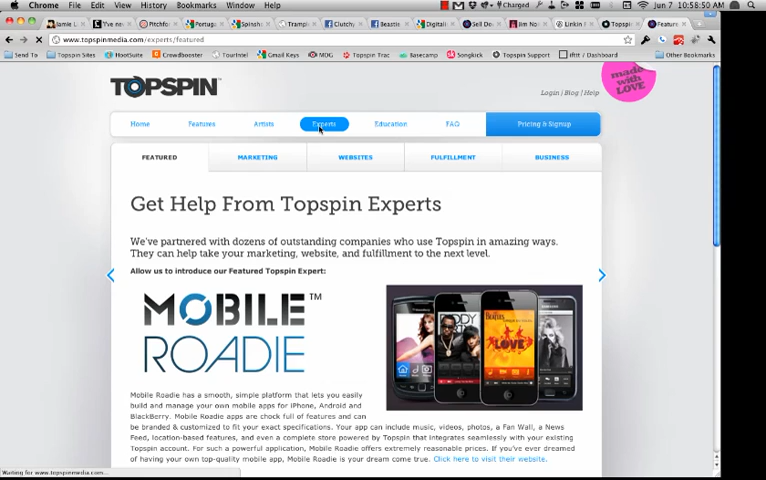 Chrome File Edit View History Bookmarks Window Help
Charged Jun 7 10:58:50 AM
www.topspinmedia.com/experts/featured
Send To Topspin Sites HootSuite Crowdbooster TourIntel Gmail Keys MOG Topspin Trac Basecamp Songkick Topspin Support ifttt / Dashboard Other Bookmarks
TOPSPIN
made with LOVE
Login | Blog | Help
Home Features Artists Experts Education FAQ Pricing & Signup
FEATURED MARKETING WEBSITES FULFILLMENT BUSINESS
Get Help From Topspin Experts
We've partnered with dozens of outstanding companies who use Topspin in amazing ways.
They can help take your marketing, website, and fulfillment to the next level.
Allow us to introduce our Featured Topspin Expert:
MOBILE™
ROADIE
LOVE
Mobile Roadie has a smooth, simple platform that lets you easily
build and manage your own mobile apps for iPhone, Android and
BlackBerry. Mobile Roadie apps are chock full of features and can
be branded & customized to fit your exact specifications. Your app can include music, videos, photos, a Fan Wall, a News
Feed, location-based features, and even a complete store powered by Topspin that integrates seamlessly with your existing
Topspin account. For such a powerful application, Mobile Roadie offers extremely reasonable prices. If you've ever dreamed
of having your own top-quality mobile app, Mobile Roadie is your dream come true. Click here to visit their website.
Waiting for www.topspinmedia.com...